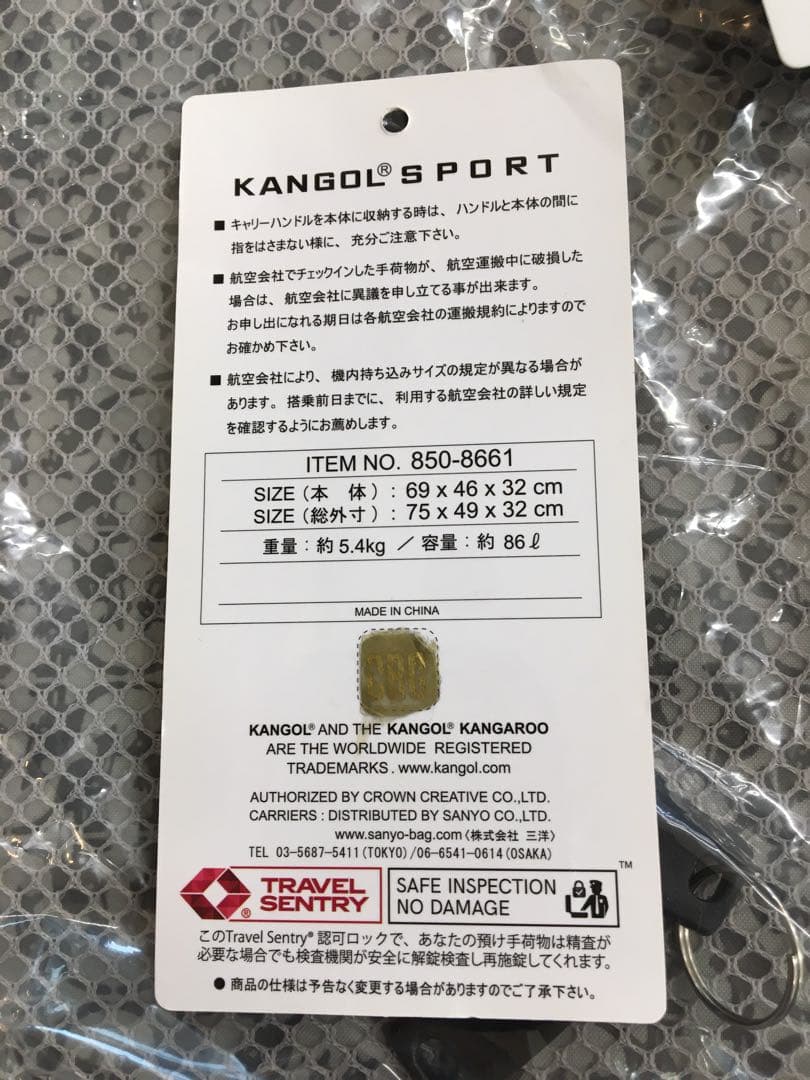 KANGOL® SPORT
■ キャリーハンドルを本体に収納する時は、ハンドルと本体の間に
指をはさまない様に、充分ご注意下さい。
■ 航空会社でチェックインした手荷物が、航空運搬中に破損した
場合は、航空会社に異議を申し立てる事が出来ます。
お申し出になれる期日は各航空会社の運搬規約によりますので
お確かめ下さい。
■ 航空会社により、機内持ち込みサイズの規定が異なる場合が
あります。搭乗前日までに、利用する航空会社の詳しい規定
を確認するようにお薦めします。
ITEM NO. 850-8661
SIZE（本　体）: 69 x 46 x 32 cm
SIZE（総外寸）: 75 x 49 x 32 cm
重量：約 5.4kg ／ 容量：約 86ℓ
MADE IN CHINA
KANGOL® AND THE KANGOL® KANGAROO
ARE THE WORLDWIDE REGISTERED
TRADEMARKS. www.kangol.com
AUTHORIZED BY CROWN CREATIVE CO.,LTD.
CARRIERS : DISTRIBUTED BY SANYO CO.,LTD.
www.sanyo-bag.com〈株式会社 三洋〉
TEL 03-5687-5411(TOKYO)/06-6541-0614(OSAKA)
® TRAVEL SENTRY
SAFE INSPECTION
NO DAMAGE
™
このTravel Sentry® 認可ロックで、あなたの預け手荷物は精査が
必要な場合でも検査機関が安全に解錠検査し再施錠してくれます。
● 商品の仕様は予告なく変更する場合がありますのでご了承下さい。